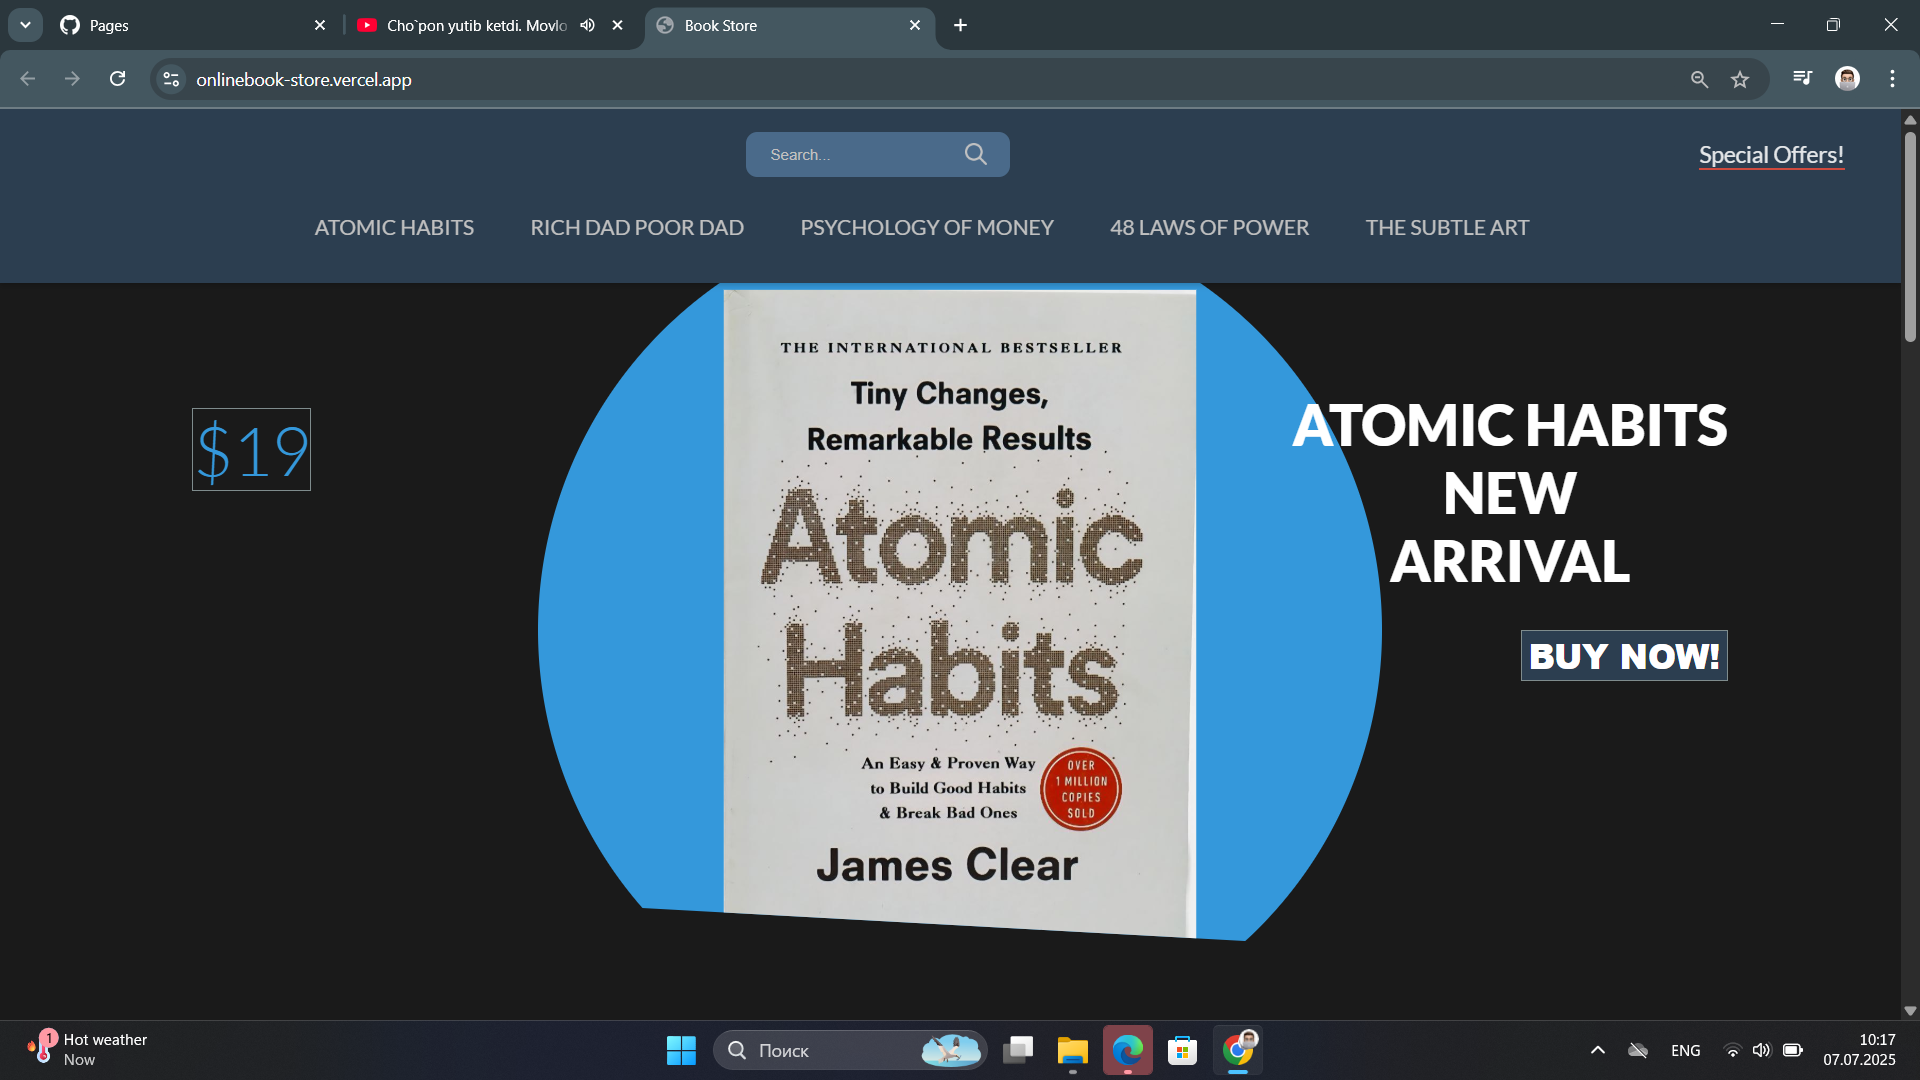 Pages
Cho`pon yutib ketdi. Movlo
Book Store
onlinebook-store.vercel.app
Search...
Special Offers!
ATOMIC HABITS
RICH DAD POOR DAD
PSYCHOLOGY OF MONEY
48 LAWS OF POWER
THE SUBTLE ART
$19
THE INTERNATIONAL BESTSELLER
Tiny Changes,
Remarkable Results
Atomic
Habits
An Easy & Proven Way
to Build Good Habits
& Break Bad Ones
OVER
1 MILLION
COPIES
SOLD
James Clear
ATOMIC HABITS
NEW
ARRIVAL
BUY NOW!
1
Hot weather
Now
Поиск
ENG
10:17
07.07.2025